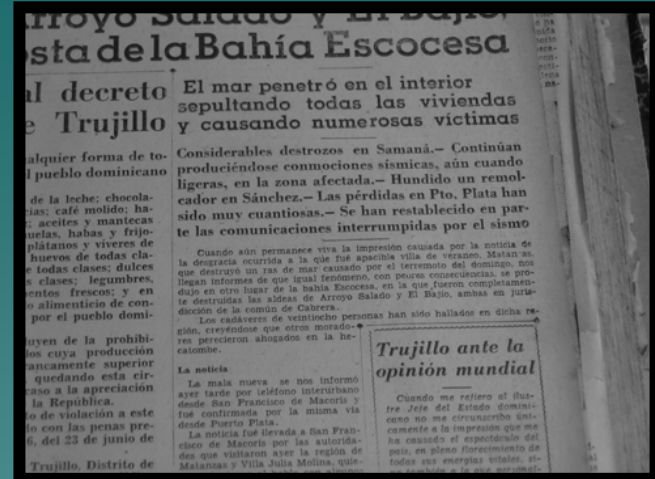 Arroyo Salado y El Bajío,
osta de la Bahía Escocesa
al decreto
e Trujillo
alquier forma de to-
l pueblo dominicano
de la leche; chocola-
cias; café molido; ha-
; aceites y mantecas
uelas, habas y frijo-
plátanos y víveres de
huevos de todas cla-
e todas clases; dulces
s clases; legumbres,
entos frescos; y en
o alimenticio de con-
por el pueblo domi-
luyen de la prohibi-
los cuya producción
rancamente superior
quedando esta cir-
caso a la apreciación
la República.
to de violación a este
lo con las penas pre-
6, del 23 de junio de
Trujillo, Distrito de
El mar penetró en el interior
sepultando todas las viviendas
y causando numerosas víctimas
Considerables destrozos en Samaná.— Continúan
produciéndose conmociones sísmicas, aún cuando
ligeras, en la zona afectada.— Hundido un remol-
cador en Sánchez.— Las pérdidas en Pto. Plata han
sido muy cuantiosas.— Se han restablecido en par-
te las comunicaciones interrumpidas por el sismo
Cuando aún permanece viva la impresión causada por la noticia de
la desgracia ocurrida a la que fué apacible villa de veraneo, Matanzas,
que destruyó un ras de mar causado por el terremoto del domingo, nos
llegan informes de que igual fenómeno, con peores consecuencias, se pro-
dujo en otro lugar de la bahía Escocesa, en la que fueron completamen-
te destruidas las aldeas de Arroyo Salado y El Bajío, ambas en juris-
dicción de la común de Cabrera.
Los cadáveres de veintiocho personas han sido hallados en dicha re-
gión, creyéndose que otros morado-
res perecieron ahogados en la he-
catombe.
La noticia
La mala nueva se nos informó
ayer tarde por teléfono interurbano
desde San Francisco de Macorís y
fué confirmada por la misma vía
desde Puerto Plata.
La noticia fué llevada a San Fran-
cisco de Macorís por las autorida-
des que visitaron ayer la región de
Matanzas y Villa Julia Molina, quie-
Trujillo ante la
opinión mundial
Cuando me refiero al ilus-
tre Jefe del Estado domini-
cano no me circunscribo úni-
camente a la impresión que me
ha causado el espectáculo del
país, en pleno florecimiento de
todas sus energías vitales, si-
no también a la que personal-